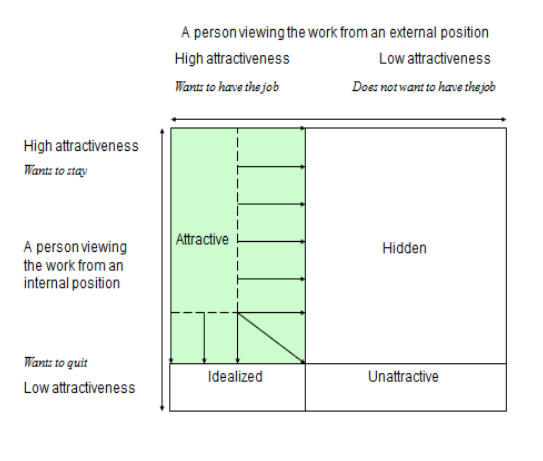 A person viewing the work from an external position
High attractiveness
Low attractiveness
Wants to have the job
Does not want to have the job
High attractiveness
Wants to stay
Attractive
Hidden
A person viewing
the work from an
internal position
Wants to quit
Low attractiveness
Idealized
Unattractive